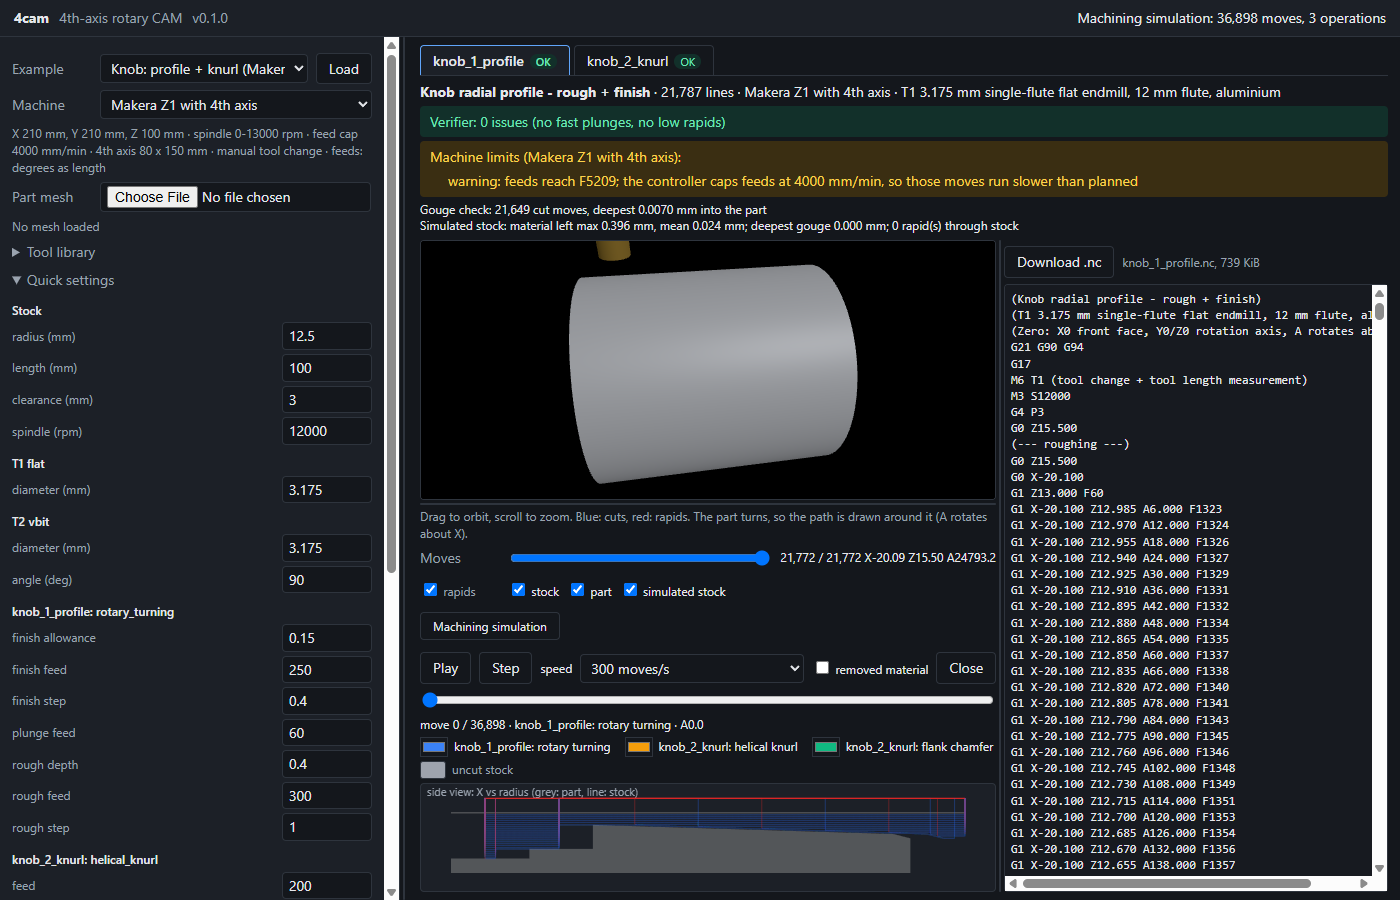 4cam 4th-axis rotary CAM v0.1.0
Machining simulation: 36,898 moves, 3 operations
Example Knob: profile + knurl (Maker Load
Machine Makera Z1 with 4th axis
X 210 mm, Y 210 mm, Z 100 mm · spindle 0-13000 rpm · feed cap
4000 mm/min · 4th axis 80 x 150 mm · manual tool change · feeds:
degrees as length
Part mesh Choose File No file chosen
No mesh loaded
Tool library
Quick settings
Stock
radius (mm) 12.5
length (mm) 100
clearance (mm) 3
spindle (rpm) 12000
T1 flat
diameter (mm) 3.175
T2 vbit
diameter (mm) 3.175
angle (deg) 90
knob_1_profile: rotary_turning
finish allowance 0.15
finish feed 250
finish step 0.4
plunge feed 60
rough depth 0.4
rough feed 300
rough step 1
knob_2_knurl: helical_knurl
feed 200
knob_1_profile OK knob_2_knurl OK
Knob radial profile - rough + finish · 21,787 lines · Makera Z1 with 4th axis · T1 3.175 mm single-flute flat endmill, 12 mm flute, aluminium
Verifier: 0 issues (no fast plunges, no low rapids)
Machine limits (Makera Z1 with 4th axis):
warning: feeds reach F5209; the controller caps feeds at 4000 mm/min, so those moves run slower than planned
Gouge check: 21,649 cut moves, deepest 0.0070 mm into the part
Simulated stock: material left max 0.396 mm, mean 0.024 mm; deepest gouge 0.000 mm; 0 rapid(s) through stock
Drag to orbit, scroll to zoom. Blue: cuts, red: rapids. The part turns, so the path is drawn around it (A rotates
about X).
Moves 21,772 / 21,772 X-20.09 Z15.50 A24793.2
rapids stock part simulated stock
Machining simulation
Play Step speed 300 moves/s removed material Close
move 0 / 36,898 · knob_1_profile: rotary turning · A0.0
knob_1_profile: rotary turning knob_2_knurl: helical knurl knob_2_knurl: flank chamfer
uncut stock
side view: X vs radius (grey: part, line: stock)
Download .nc knob_1_profile.nc, 739 KiB
(Knob radial profile - rough + finish)
(T1 3.175 mm single-flute flat endmill, 12 mm flute, al
(Zero: X0 front face, Y0/Z0 rotation axis, A rotates ab
G21 G90 G94
G17
M6 T1 (tool change + tool length measurement)
M3 S12000
G4 P3
G0 Z15.500
(--- roughing ---)
G0 Z15.500
G0 X-20.100
G1 Z13.000 F60
G1 X-20.100 Z12.985 A6.000 F1323
G1 X-20.100 Z12.970 A12.000 F1324
G1 X-20.100 Z12.955 A18.000 F1326
G1 X-20.100 Z12.940 A24.000 F1327
G1 X-20.100 Z12.925 A30.000 F1329
G1 X-20.100 Z12.910 A36.000 F1331
G1 X-20.100 Z12.895 A42.000 F1332
G1 X-20.100 Z12.880 A48.000 F1334
G1 X-20.100 Z12.865 A54.000 F1335
G1 X-20.100 Z12.850 A60.000 F1337
G1 X-20.100 Z12.835 A66.000 F1338
G1 X-20.100 Z12.820 A72.000 F1340
G1 X-20.100 Z12.805 A78.000 F1341
G1 X-20.100 Z12.790 A84.000 F1343
G1 X-20.100 Z12.775 A90.000 F1345
G1 X-20.100 Z12.760 A96.000 F1346
G1 X-20.100 Z12.745 A102.000 F1348
G1 X-20.100 Z12.730 A108.000 F1349
G1 X-20.100 Z12.715 A114.000 F1351
G1 X-20.100 Z12.700 A120.000 F1353
G1 X-20.100 Z12.685 A126.000 F1354
G1 X-20.100 Z12.670 A132.000 F1356
G1 X-20.100 Z12.655 A138.000 F1357